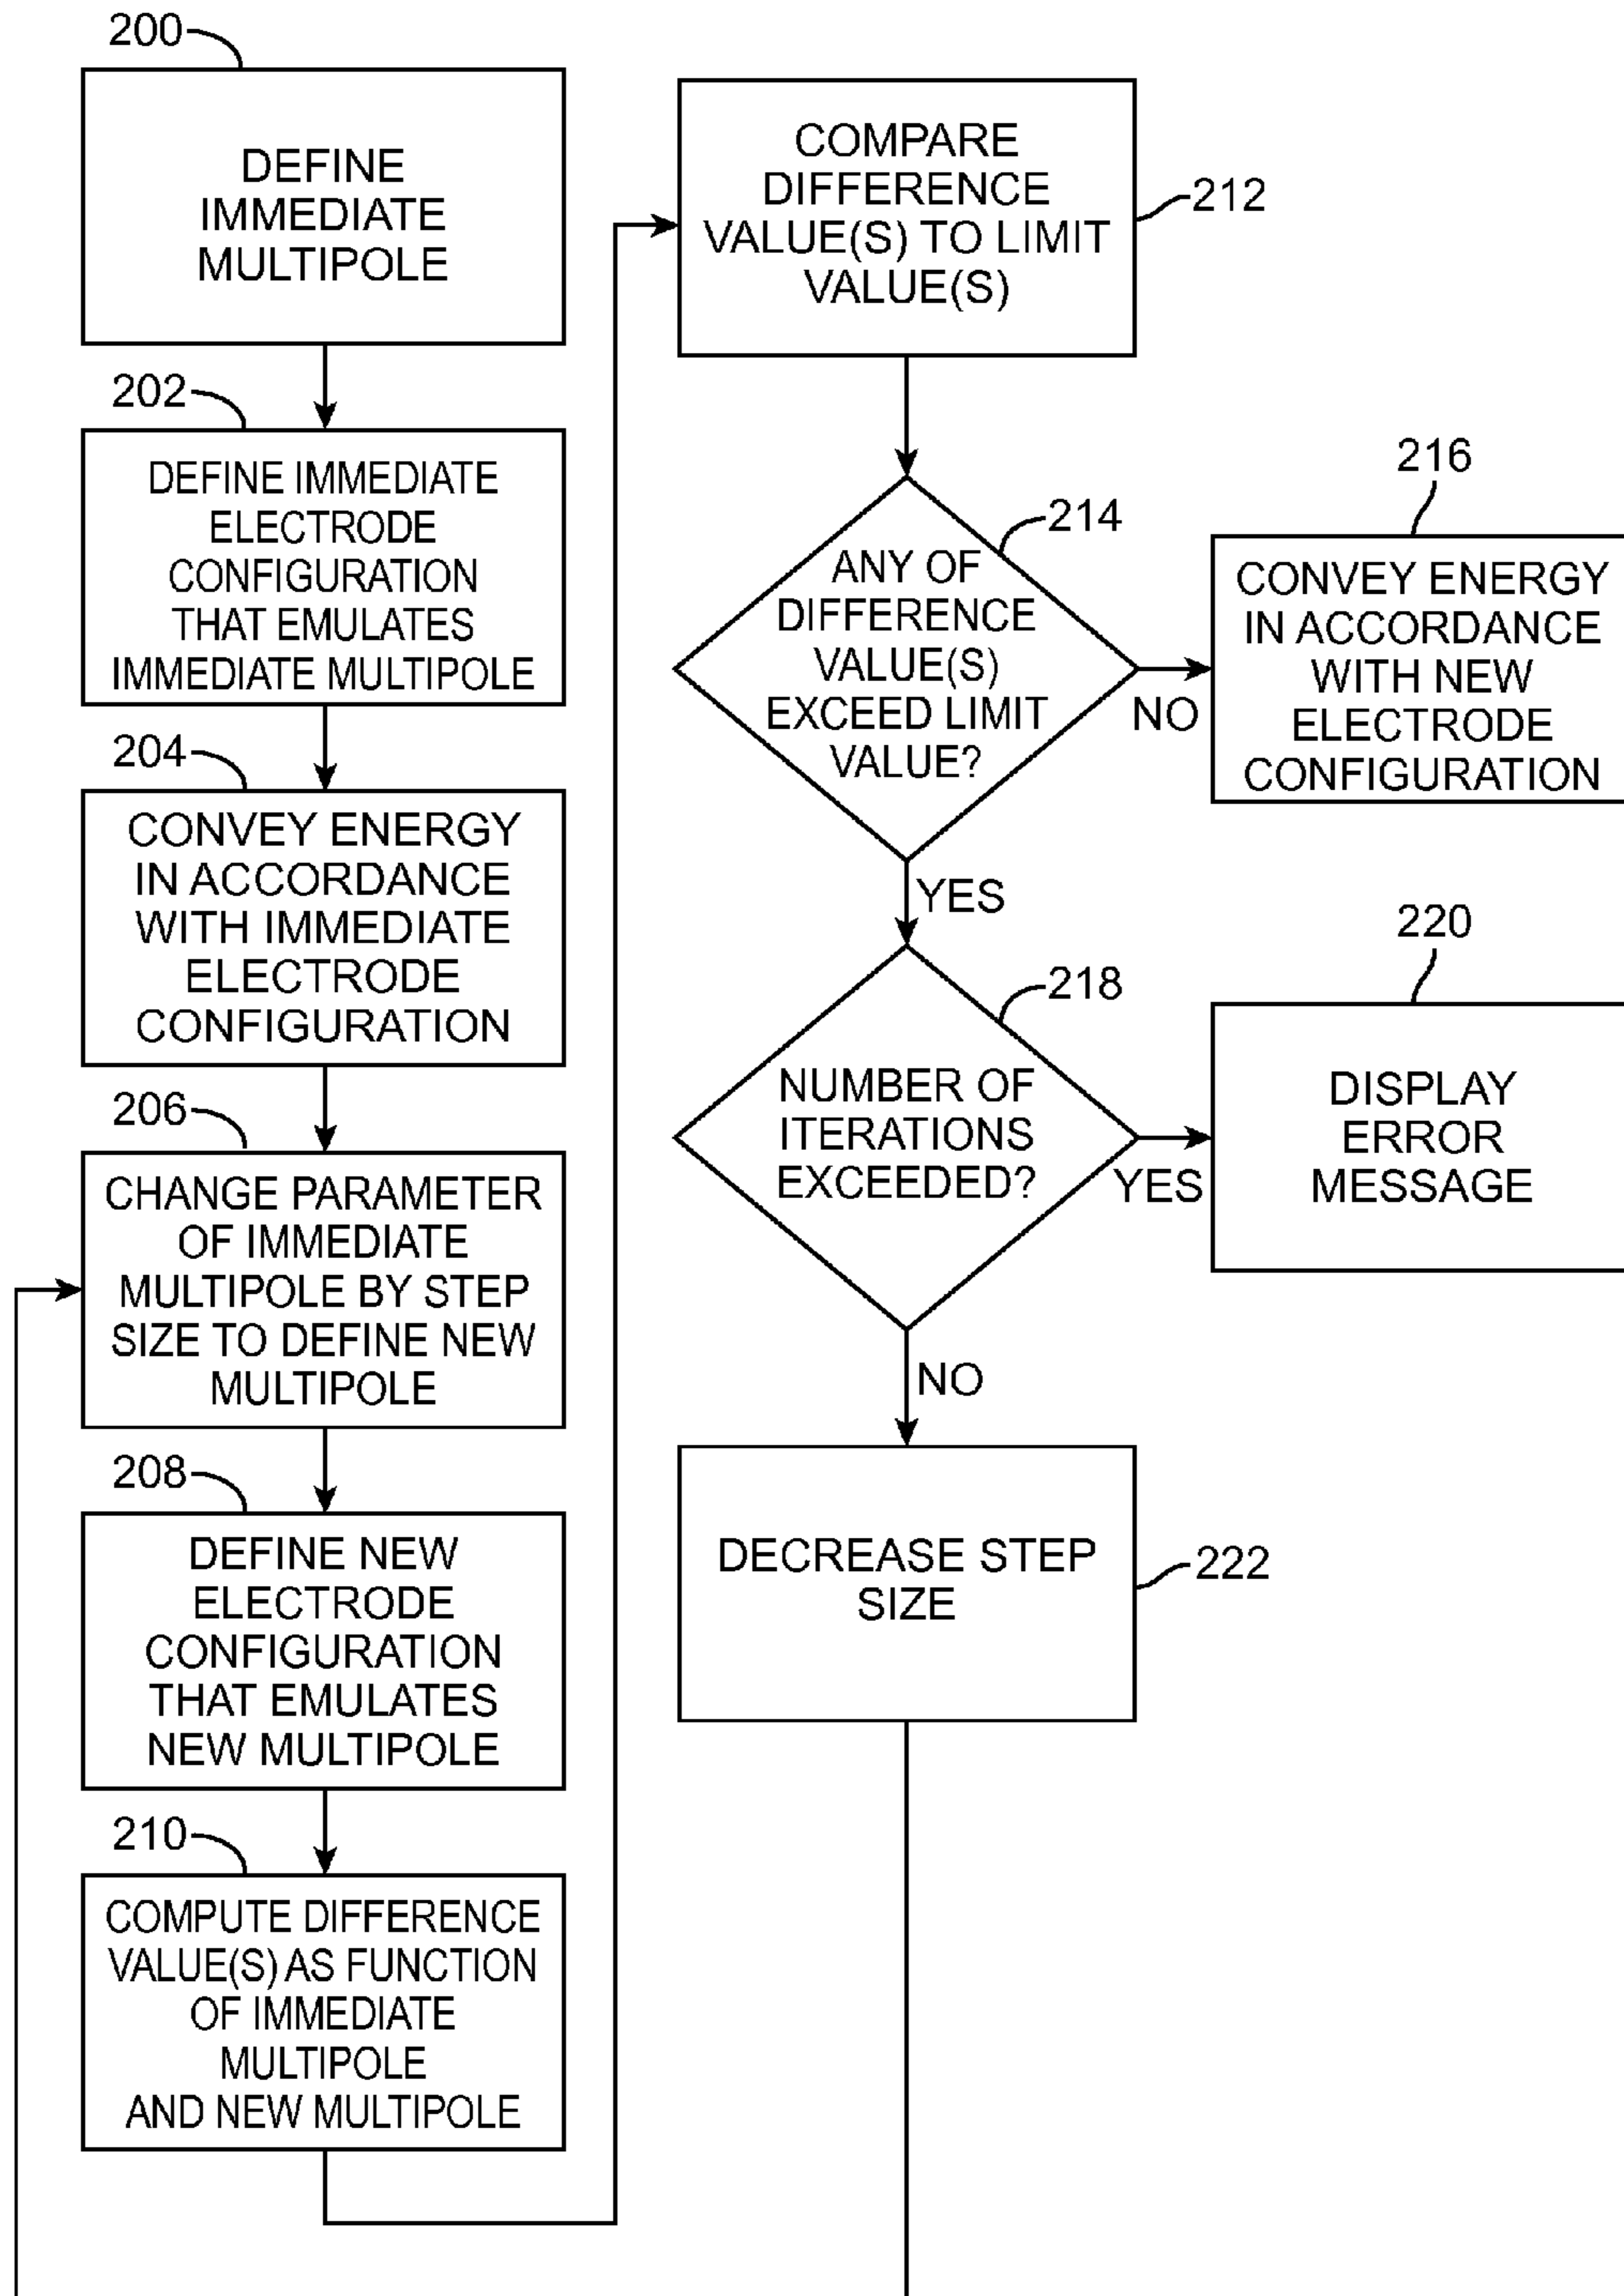 200
DEFINE
IMMEDIATE
MULTIPOLE
202
DEFINE IMMEDIATE
ELECTRODE
CONFIGURATION
THAT EMULATES
IMMEDIATE MULTIPOLE
204
CONVEY ENERGY
IN ACCORDANCE
WITH IMMEDIATE
ELECTRODE
CONFIGURATION
206
CHANGE PARAMETER
OF IMMEDIATE
MULTIPOLE BY STEP
SIZE TO DEFINE NEW
MULTIPOLE
208
DEFINE NEW
ELECTRODE
CONFIGURATION
THAT EMULATES
NEW MULTIPOLE
210
COMPUTE DIFFERENCE
VALUE(S) AS FUNCTION
OF IMMEDIATE
MULTIPOLE
AND NEW MULTIPOLE
COMPARE
DIFFERENCE
VALUE(S) TO LIMIT
VALUE(S)
212
214
ANY OF
DIFFERENCE
VALUE(S)
EXCEED LIMIT
VALUE?
NO
216
CONVEY ENERGY
IN ACCORDANCE
WITH NEW
ELECTRODE
CONFIGURATION
YES
218
NUMBER OF
ITERATIONS
EXCEEDED?
YES
220
DISPLAY
ERROR
MESSAGE
NO
DECREASE STEP
SIZE
222